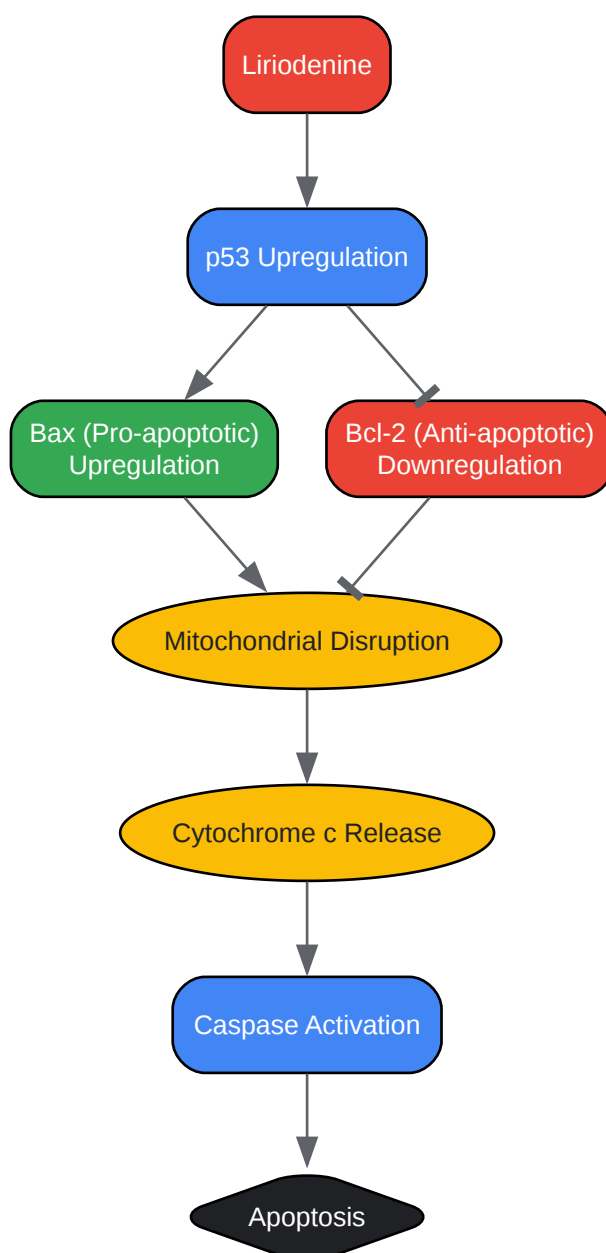 Liriodenine
p53 Upregulation
Bax (Pro-apoptotic)
Upregulation
Bcl-2 (Anti-apoptotic)
Downregulation
Mitochondrial Disruption
Cytochrome c Release
Caspase Activation
Apoptosis